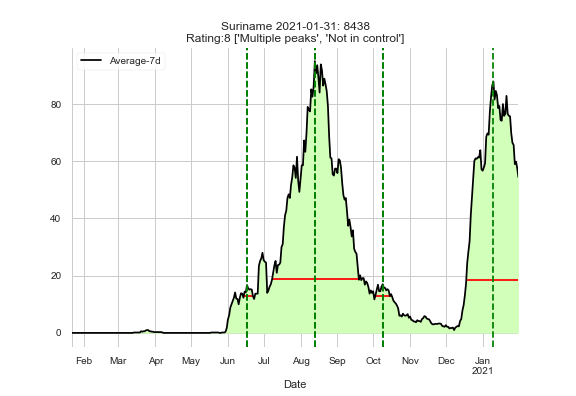 Suriname 2021-01-31: 8438
Rating:8 ['Multiple peaks', 'Not in control']
Average-7d
80
60
40
20
0
Feb Mar Apr May Jun Jul Aug Sep Oct Nov Dec Jan
2021
Date